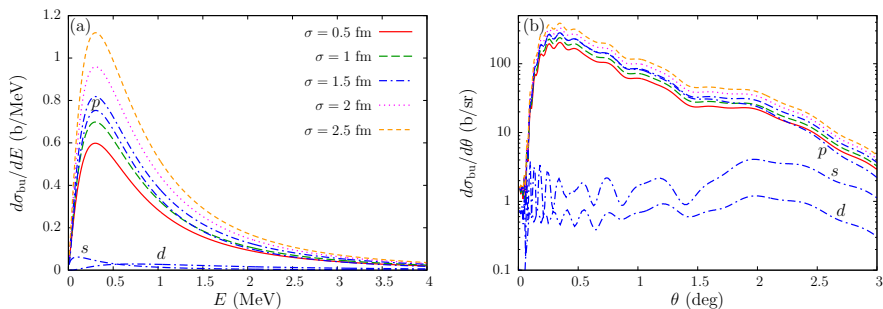 (a)
dσbu/dE (b/MeV)
1.2
1
0.8
0.6
0.4
0.2
0
σ = 0.5 fm
σ = 1 fm
σ = 1.5 fm
σ = 2 fm
σ = 2.5 fm
p
s
d
0 0.5 1 1.5 2 2.5 3 3.5 4
E (MeV)
(b)
dσbu/dθ (b/sr)
100
10
1
0.1
p
s
d
0 0.5 1 1.5 2 2.5 3
θ (deg)